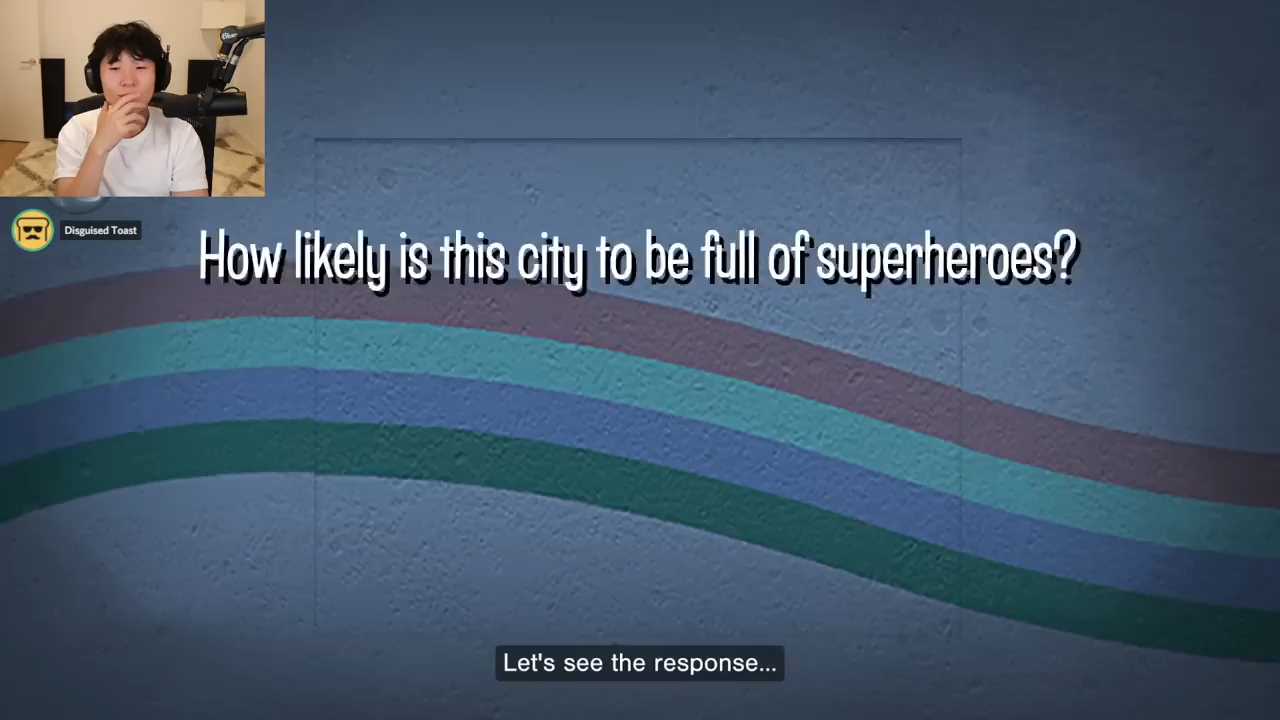 Disguised Toast
How likely is this city to be full of superheroes?
Let's see the response...